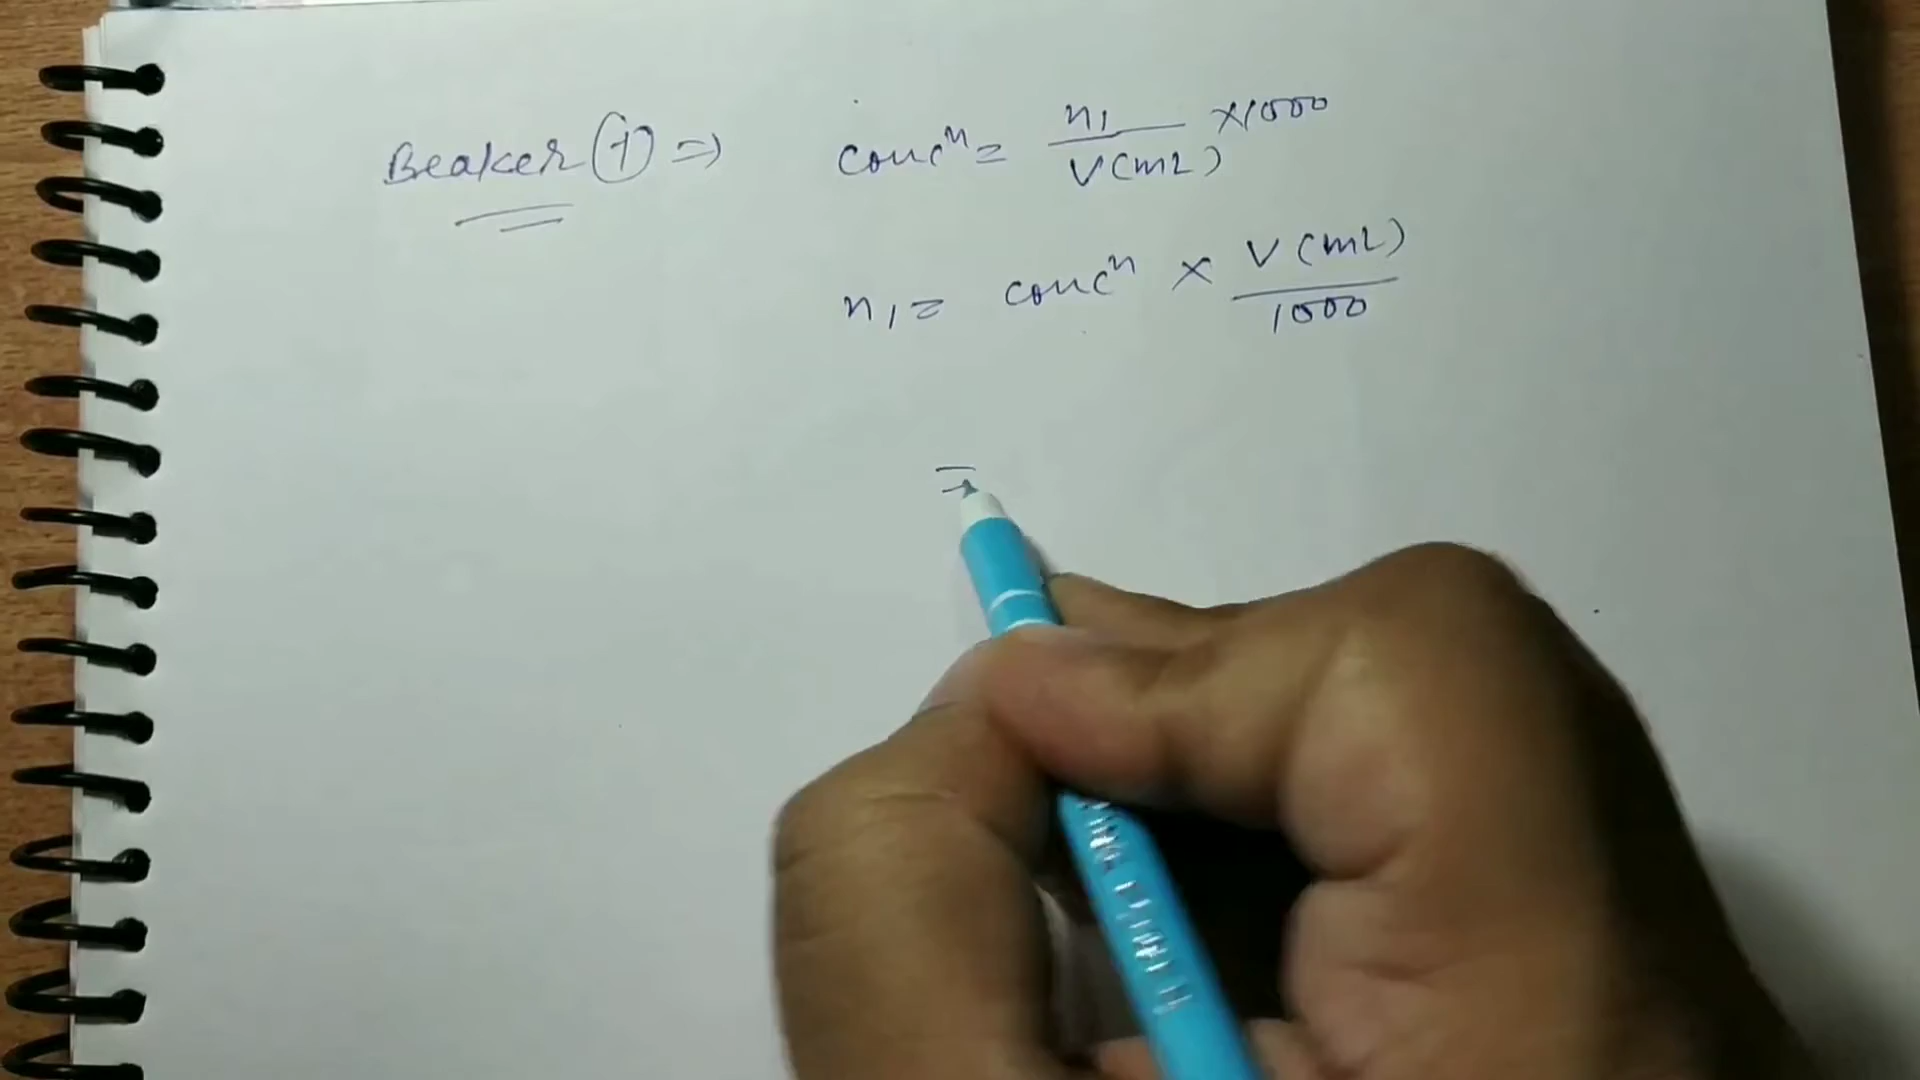 Beaker (1) ⇒ concⁿ = n₁ / V(mL) ×1000
n₁ = concⁿ × V(mL) / 1000
=